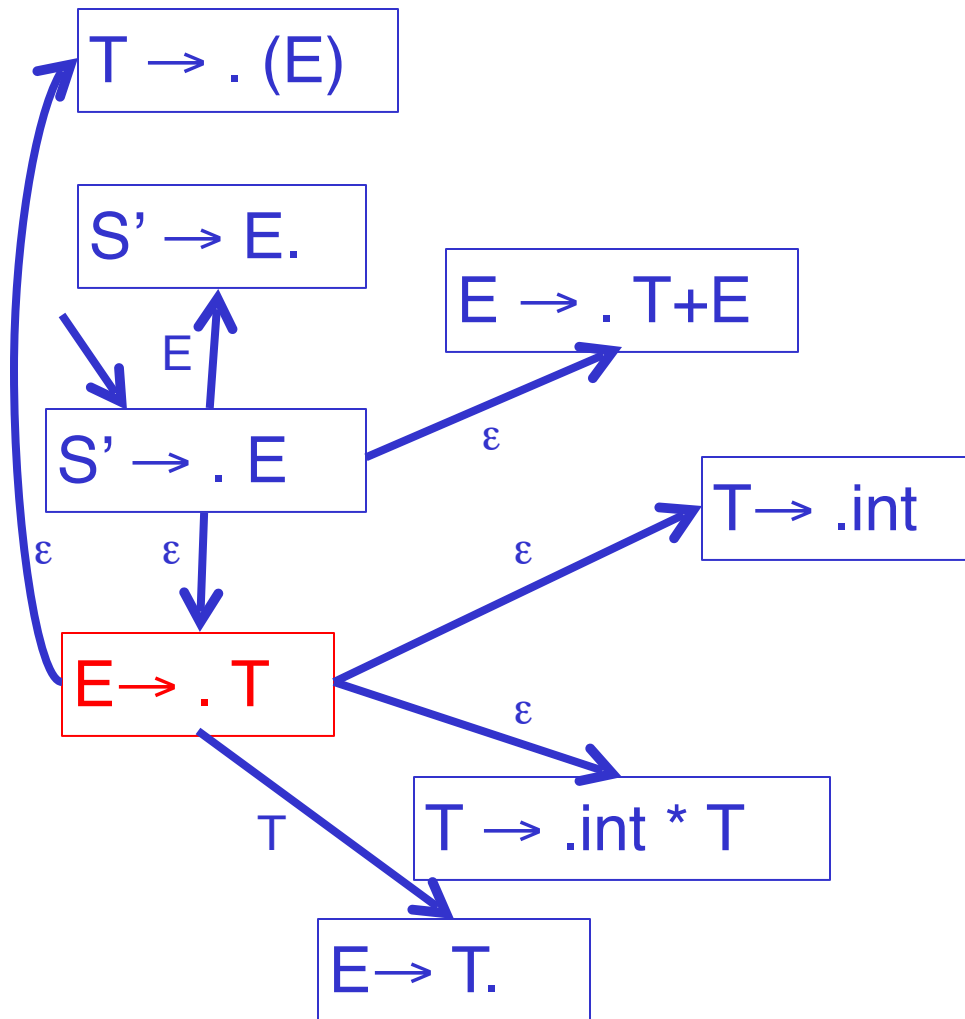 T → . (E)
S’ → E.
E → . T+E
E
S’ → . E
ε
T → .int
ε
ε
ε
E → . T
ε
T
T → .int * T
E → T.